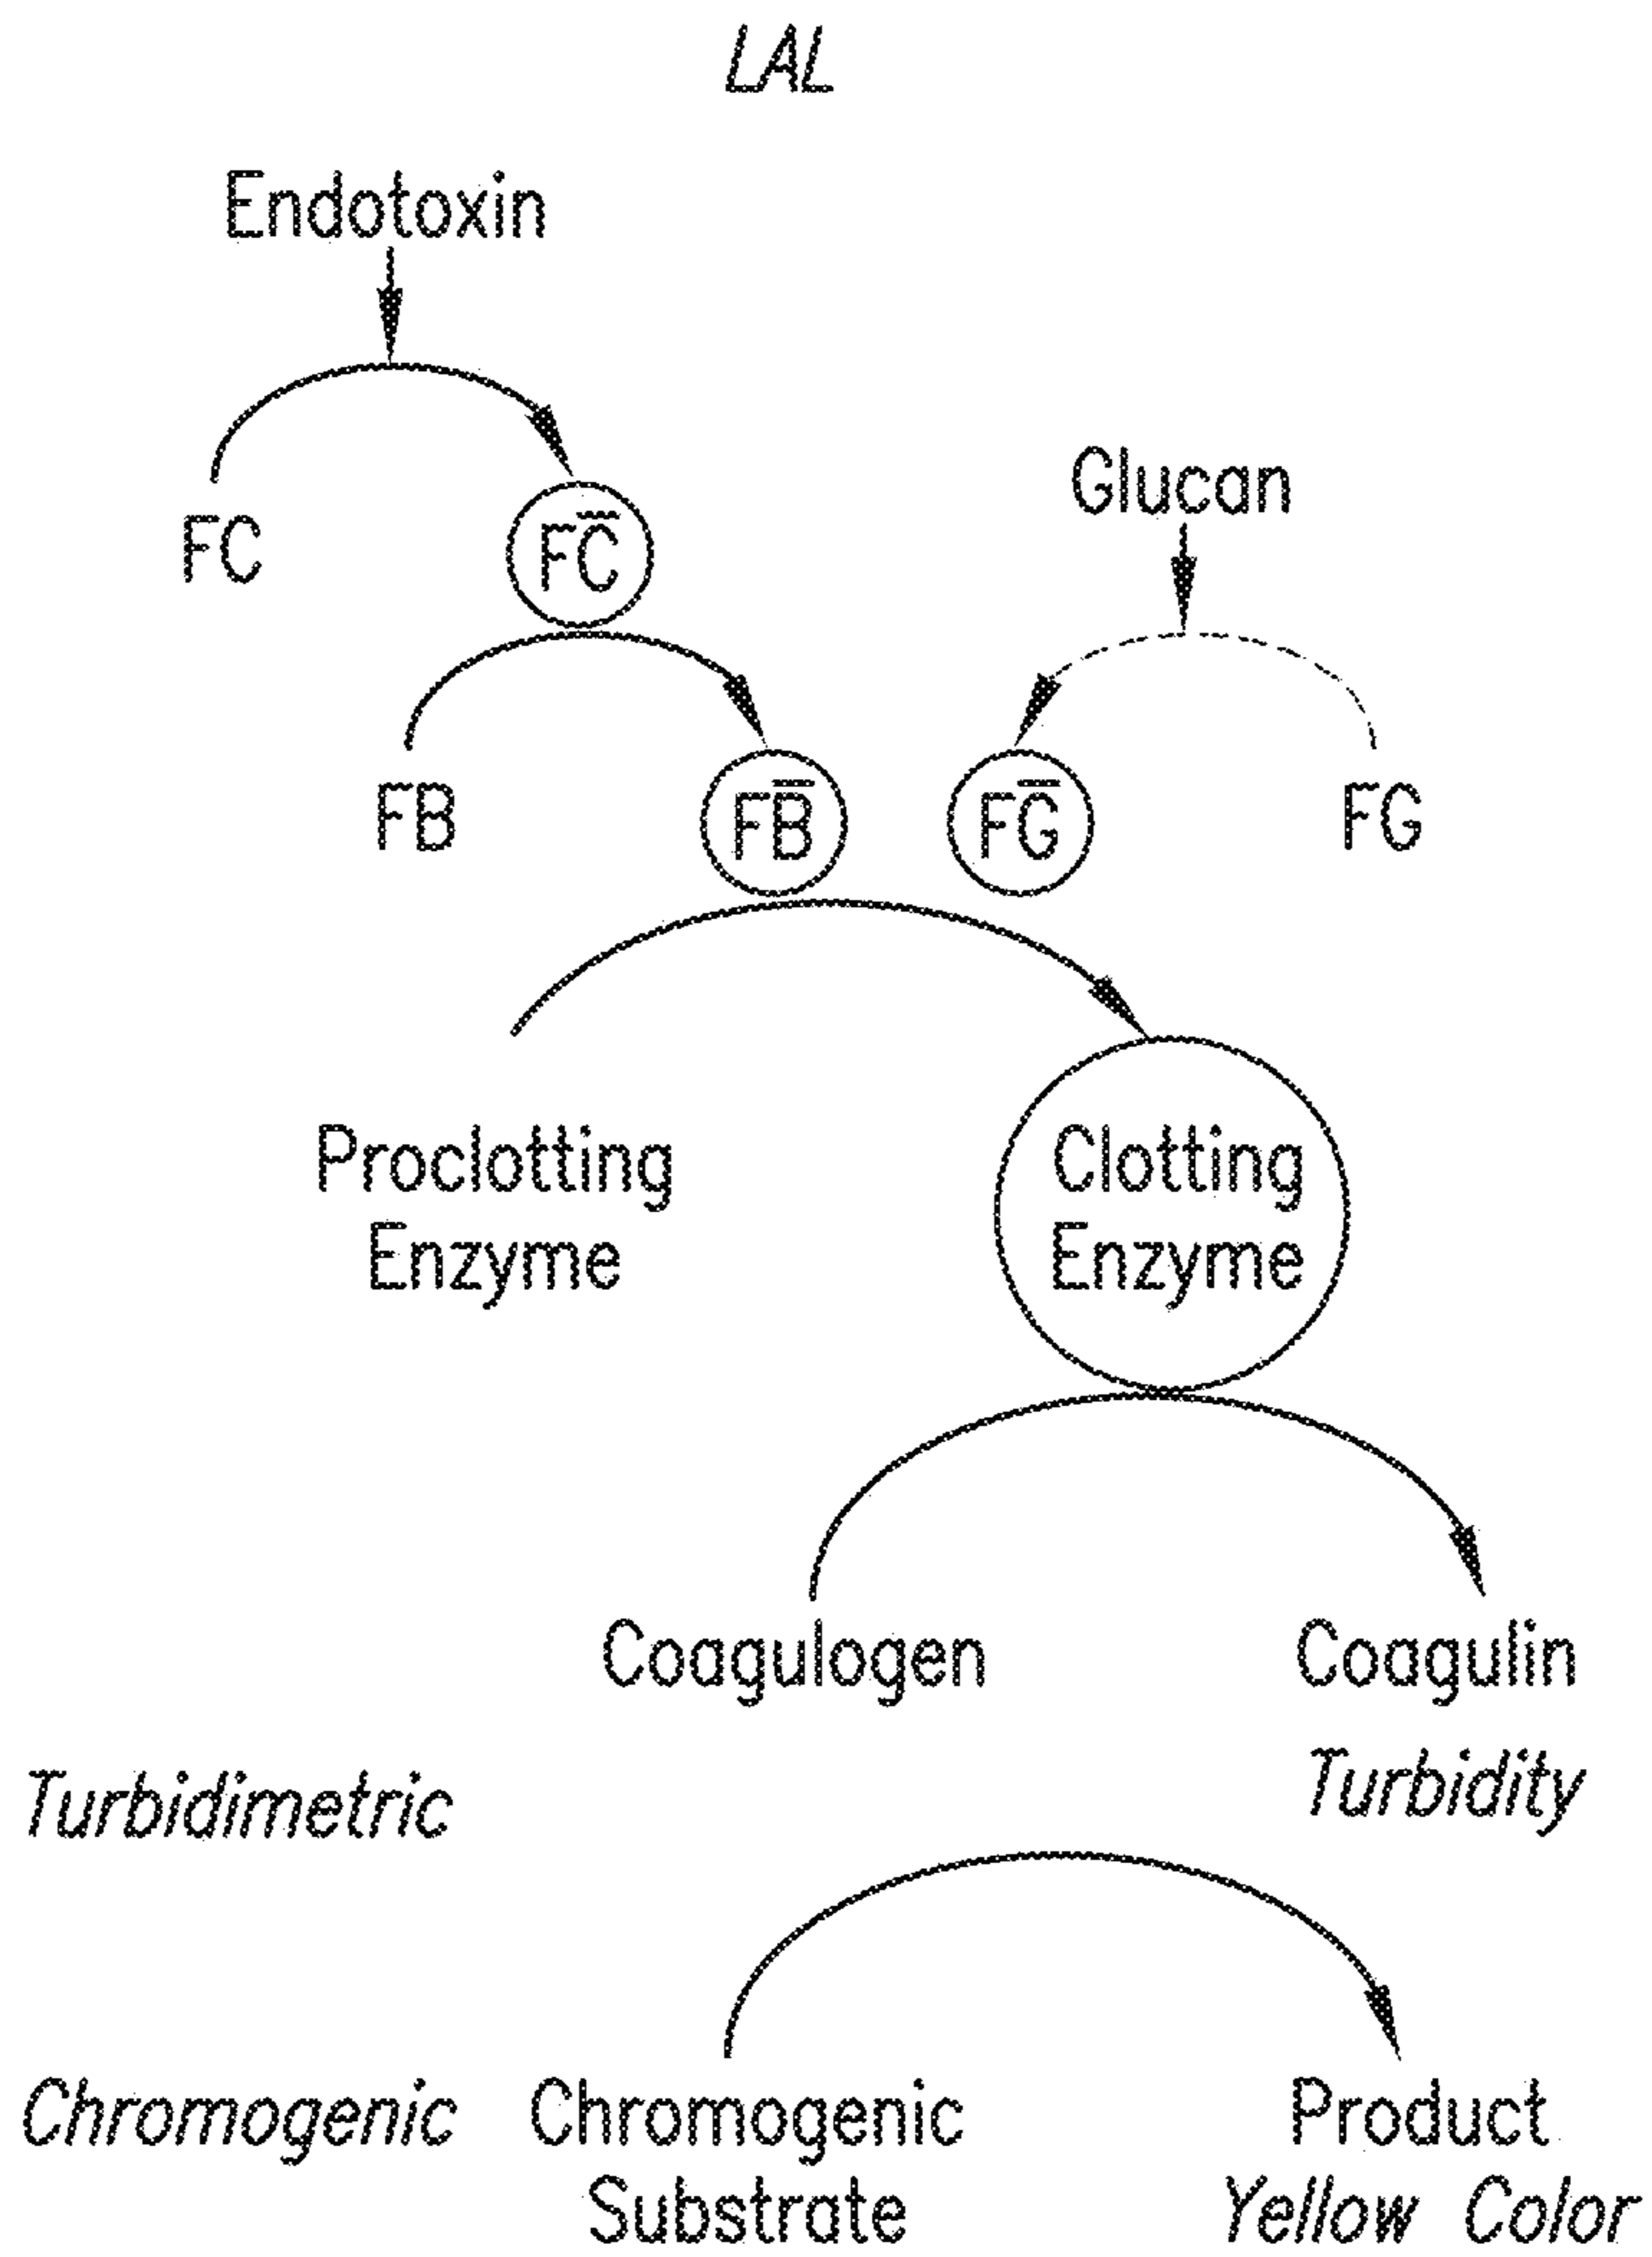 LAL
Endotoxin
Glucan
FC
FC̅
FB
FB̅
FG̅
FG
Proclotting
Enzyme
Clotting
Enzyme
Coagulogen
Coagulin
Turbidimetric
Turbidity
Chromogenic
Chromogenic
Substrate
Product
Yellow Color